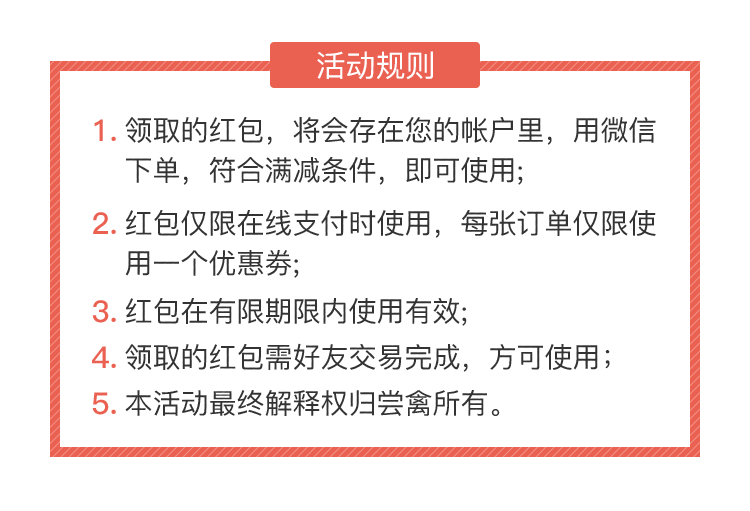 活动规则
1. 领取的红包，将会存在您的帐户里，用微信
下单，符合满减条件，即可使用;
2. 红包仅限在线支付时使用，每张订单仅限使
用一个优惠券;
3. 红包在有限期限内使用有效;
4. 领取的红包需好友交易完成，方可使用；
5. 本活动最终解释权归尝禽所有。